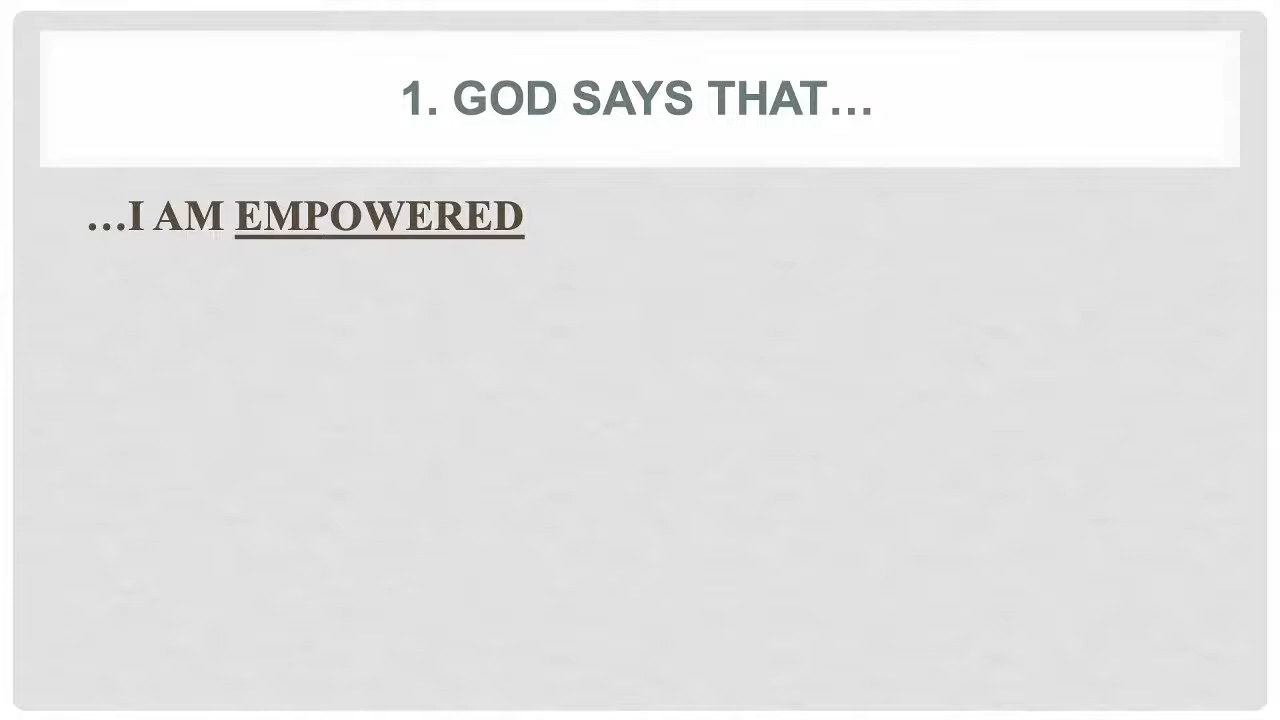 1. GOD SAYS THAT…
…I AM EMPOWERED